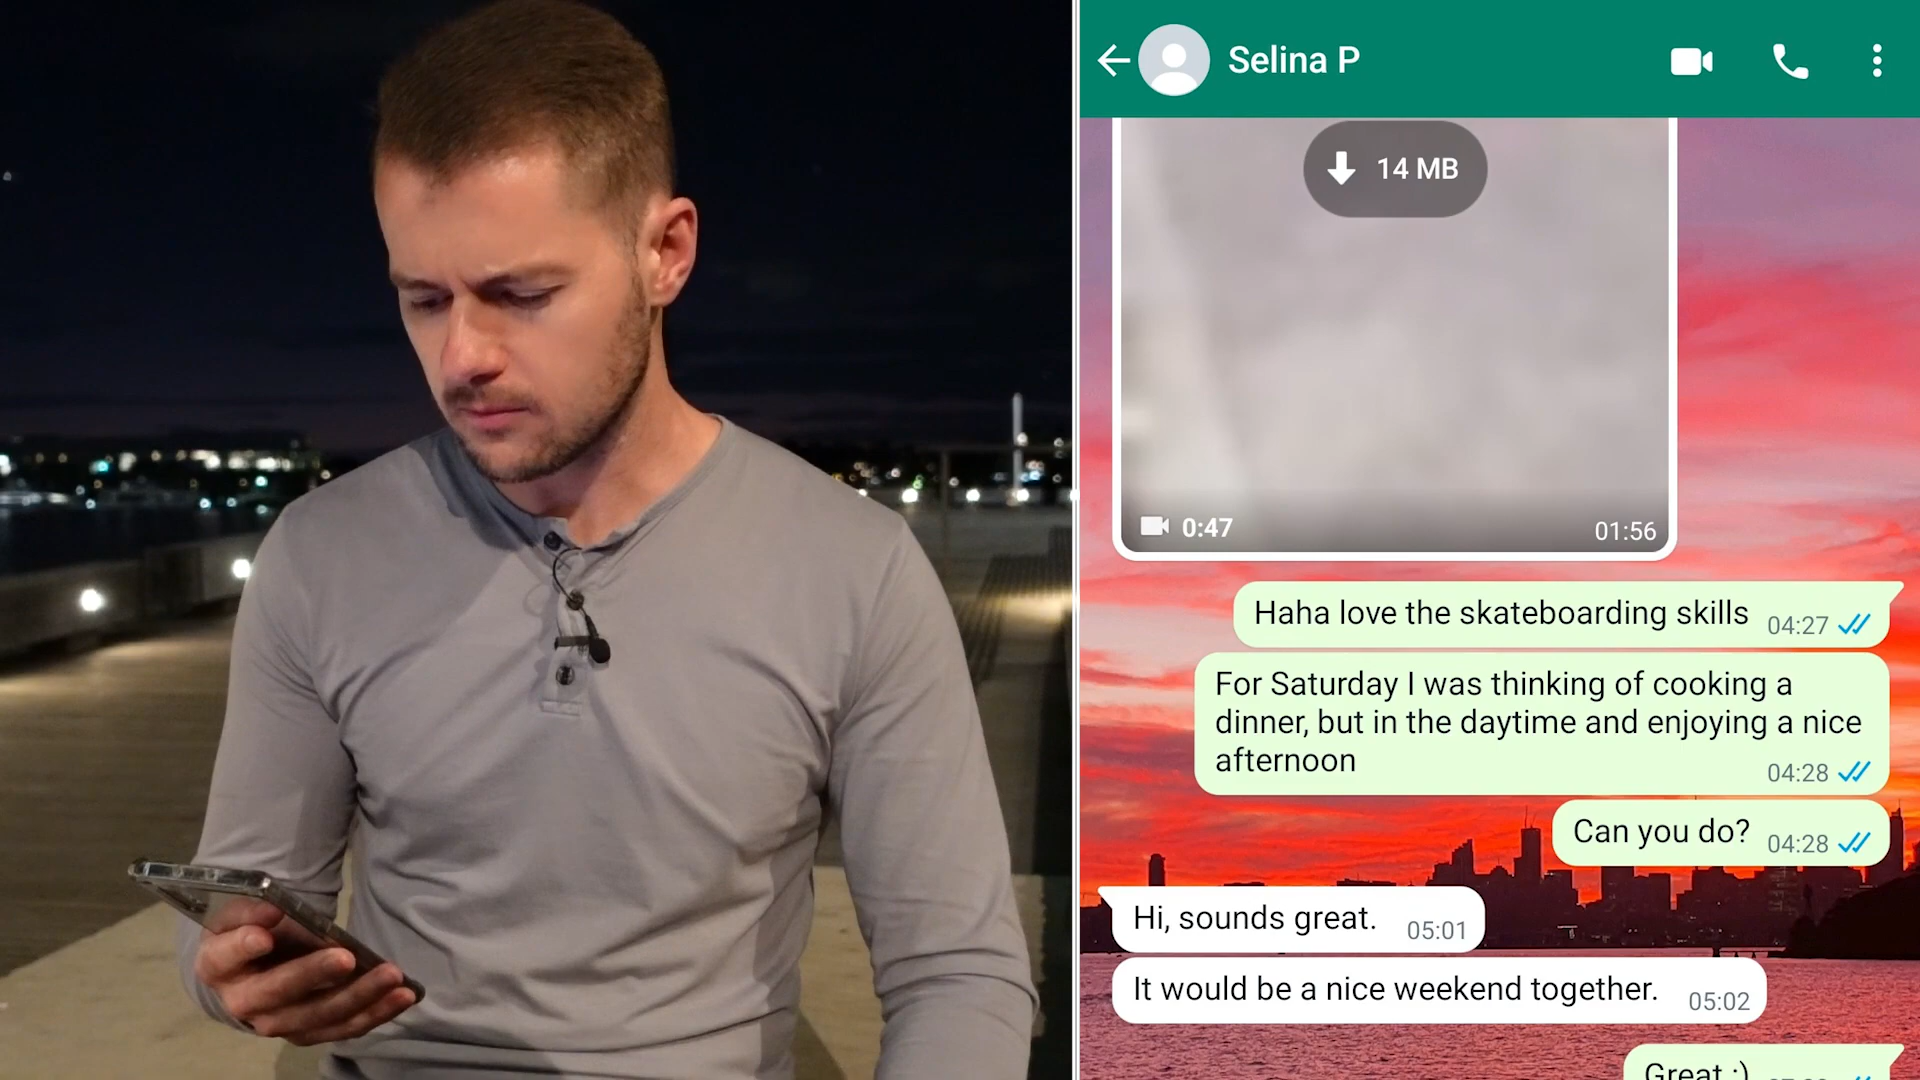 Selina P
14 MB
0:47
01:56
Haha love the skateboarding skills
04:27
For Saturday I was thinking of cooking a
dinner, but in the daytime and enjoying a nice
afternoon
04:28
Can you do?
04:28
Hi, sounds great.
05:01
It would be a nice weekend together.
05:02
Great :)